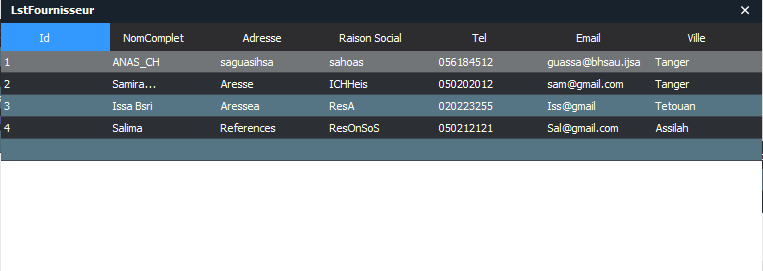 LstFournisseur
Id NomComplet Adresse Raison Social Tel Email Ville
1 ANAS_CH saguasihsa sahoas 056184512 guassa@bhsau.ijsa Tanger
2 Samira... Aresse ICHHeis 050202012 sam@gmail.com Tanger
3 Issa Bsri Aressea ResA 020223255 Iss@gmail Tetouan
4 Salima References ResOnSoS 050212121 Sal@gmail.com Assilah